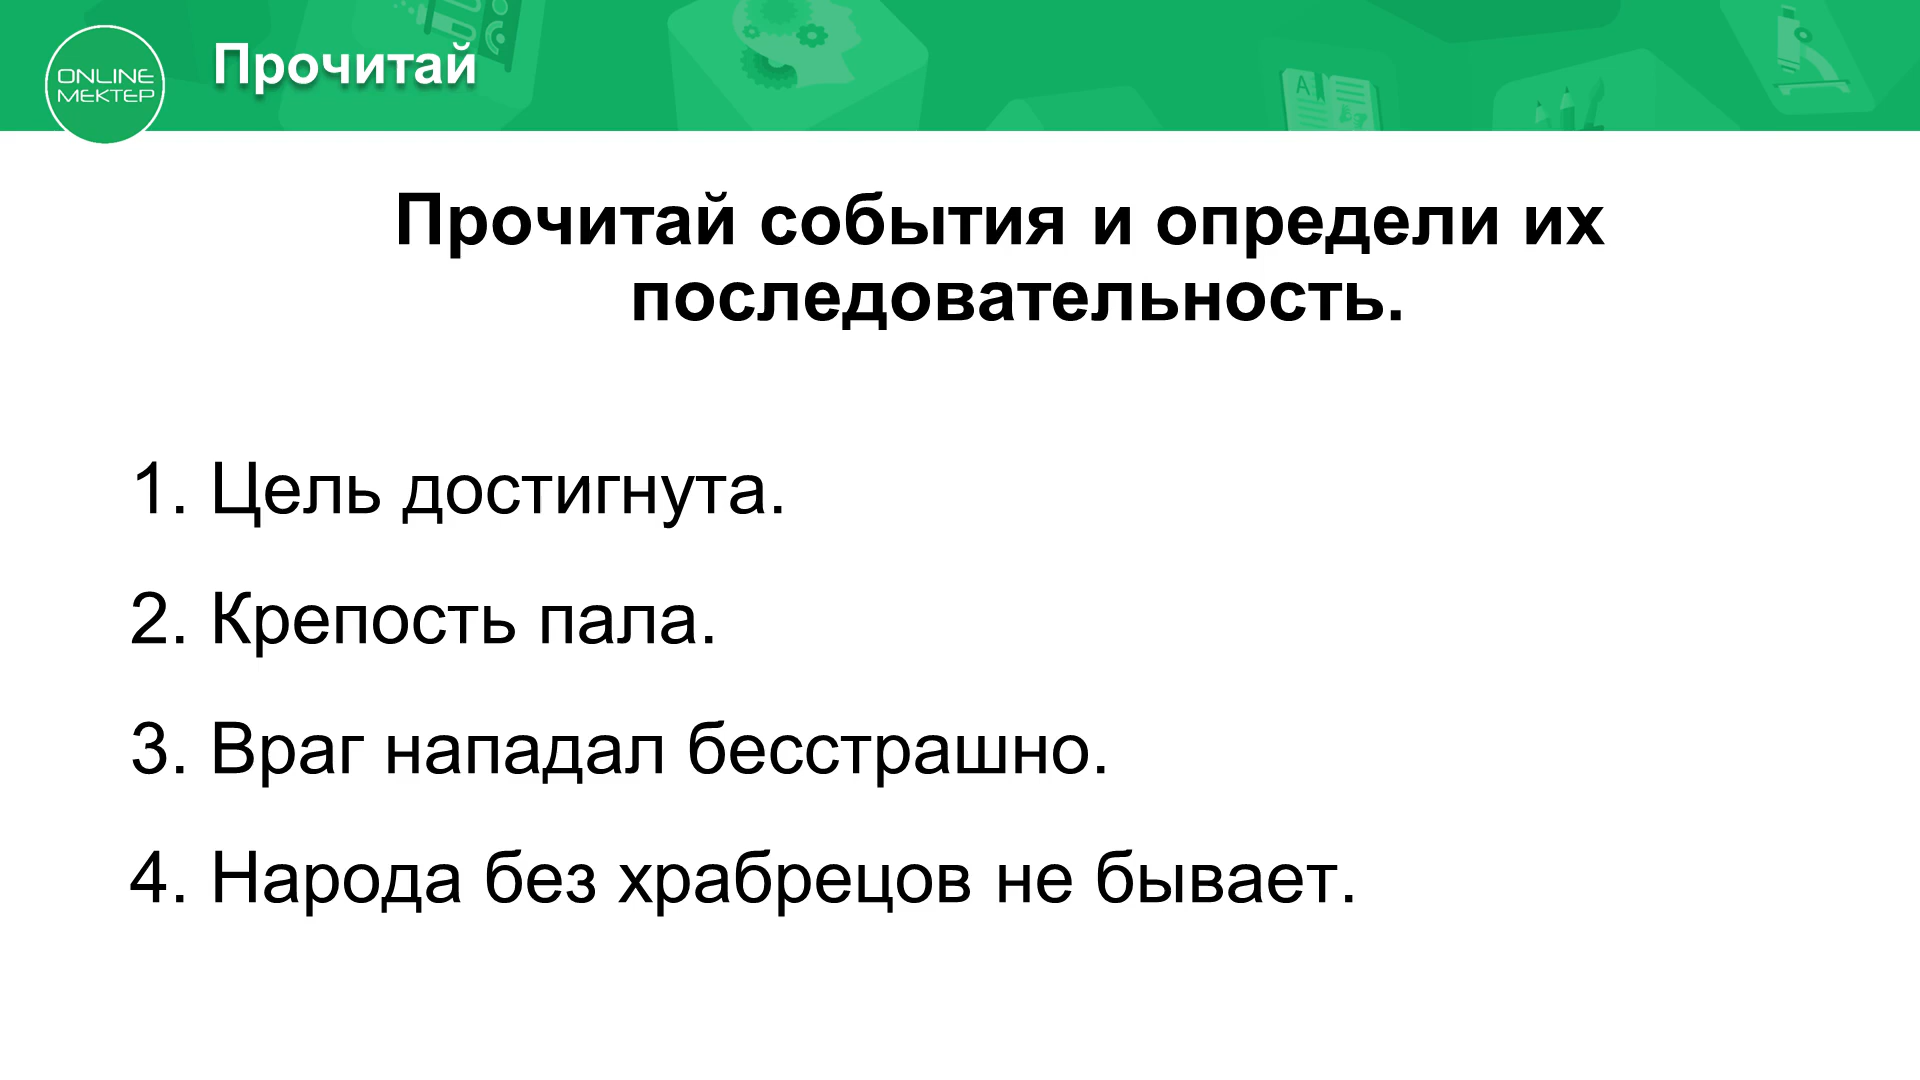 ONLINE
МЕКТЕР
Прочитай
Прочитай события и определи их
последовательность.
1. Цель достигнута.
2. Крепость пала.
3. Враг нападал бесстрашно.
4. Народа без храбрецов не бывает.